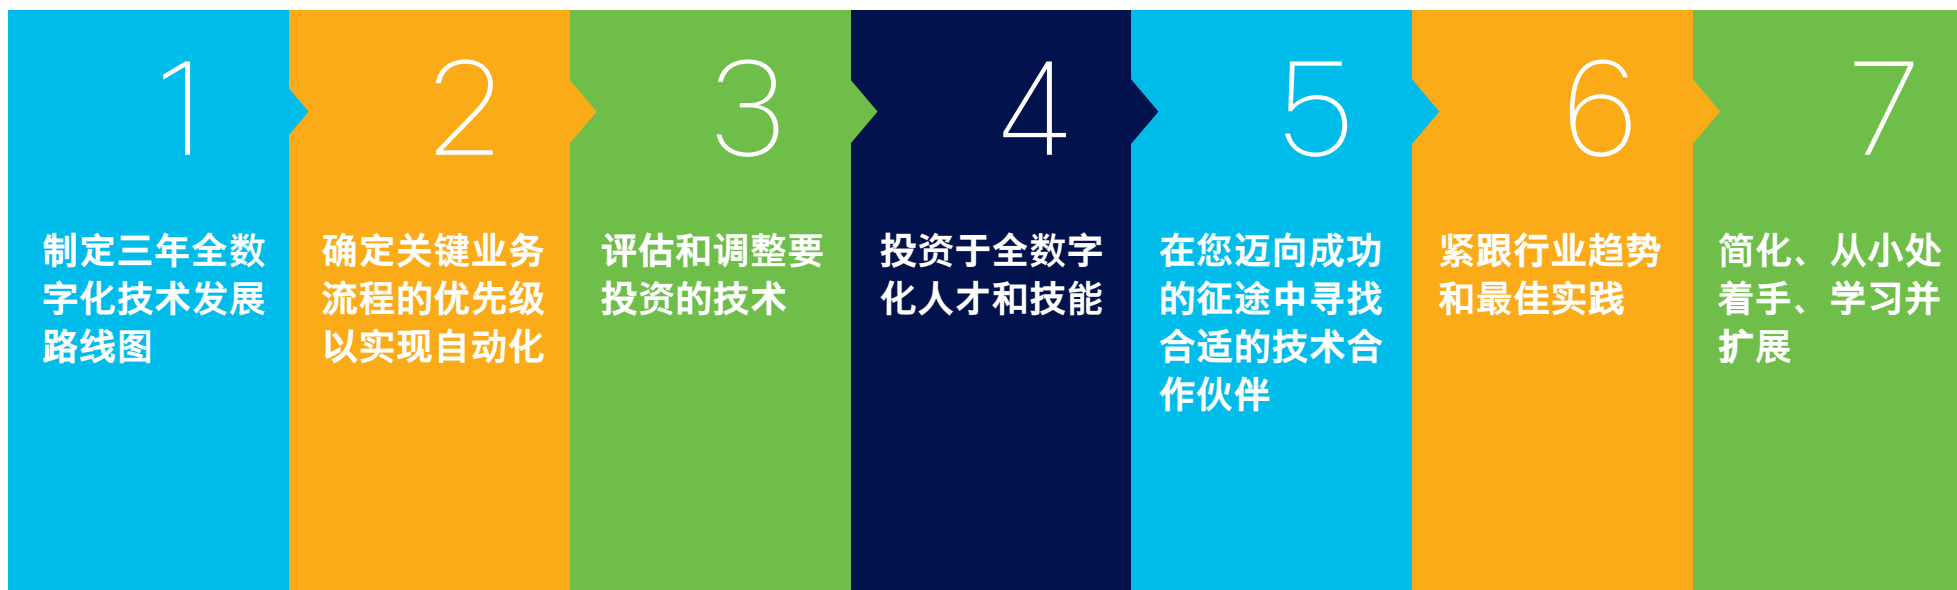 1
制定三年全数
字化技术发展
路线图
2
确定关键业务
流程的优先级
以实现自动化
3
评估和调整要
投资的技术
4
投资于全数字
化人才和技能
5
在您迈向成功
的征途中寻找
合适的技术合
作伙伴
6
紧跟行业趋势
和最佳实践
7
简化、从小处
着手、学习并
扩展